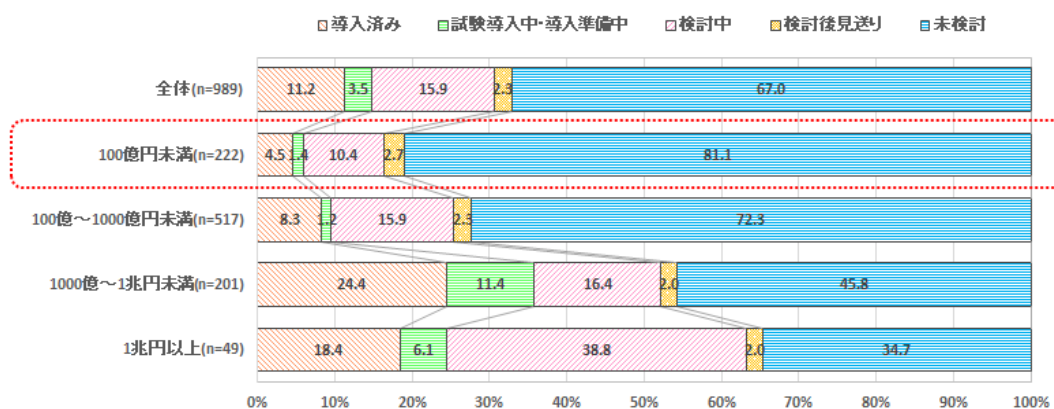 導入済み 試験導入中・導入準備中 検討中 検討後見送り 未検討
全体(n=989) 11.2 3.5 15.9 2.3 67.0
100億円未満(n=222) 4.5 1.4 10.4 2.7 81.1
100億～1000億円未満(n=517) 8.3 1.2 15.9 2.3 72.3
1000億～1兆円未満(n=201) 24.4 11.4 16.4 2.0 45.8
1兆円以上(n=49) 18.4 6.1 38.8 2.0 34.7
0% 10% 20% 30% 40% 50% 60% 70% 80% 90% 100%